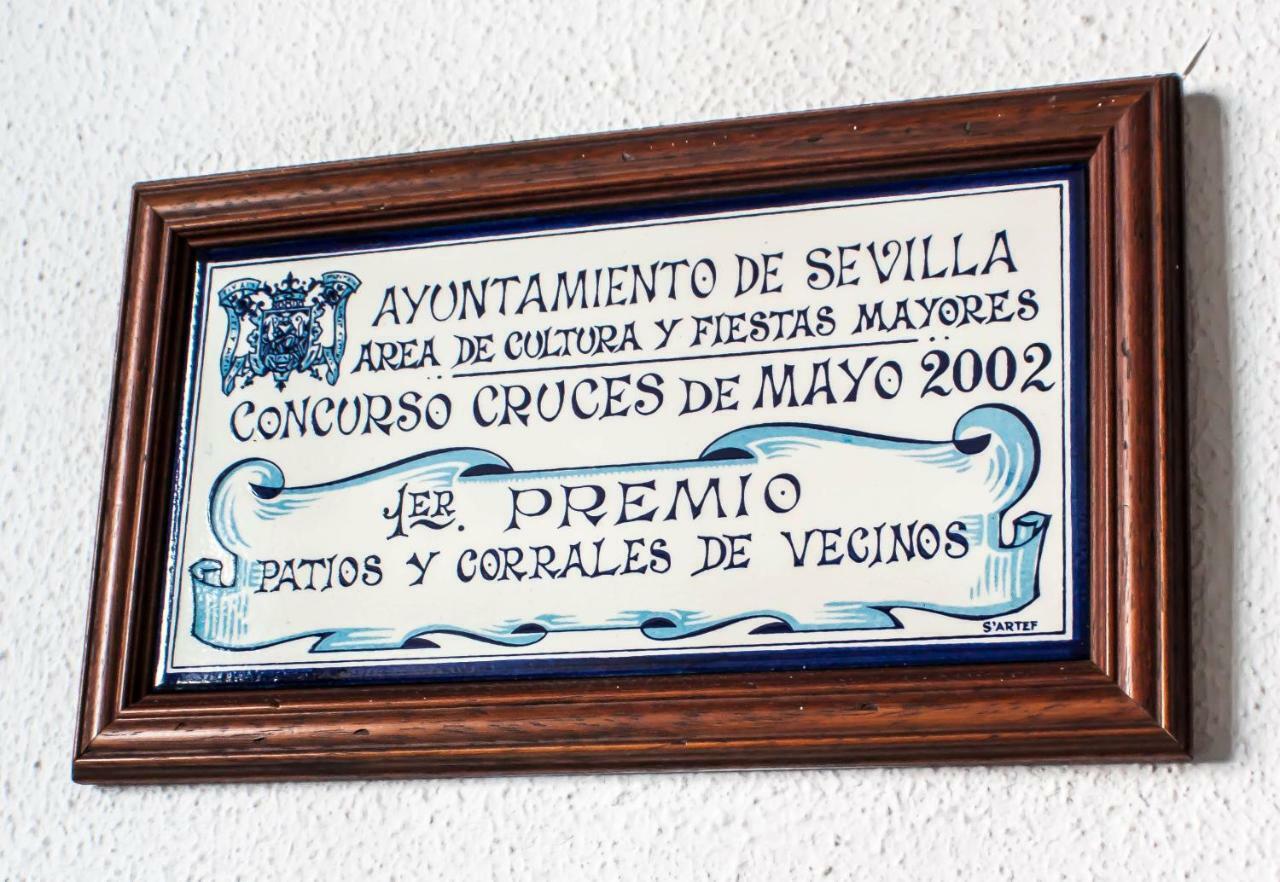 AYUNTAMIENTO DE SEVILLA
AREA DE CULTURA Y FIESTAS MAYORES
CONCURSO CRUCES DE MAYO 2002
1ER. PREMIO
PATIOS Y CORRALES DE VECINOS
S'ARTEF